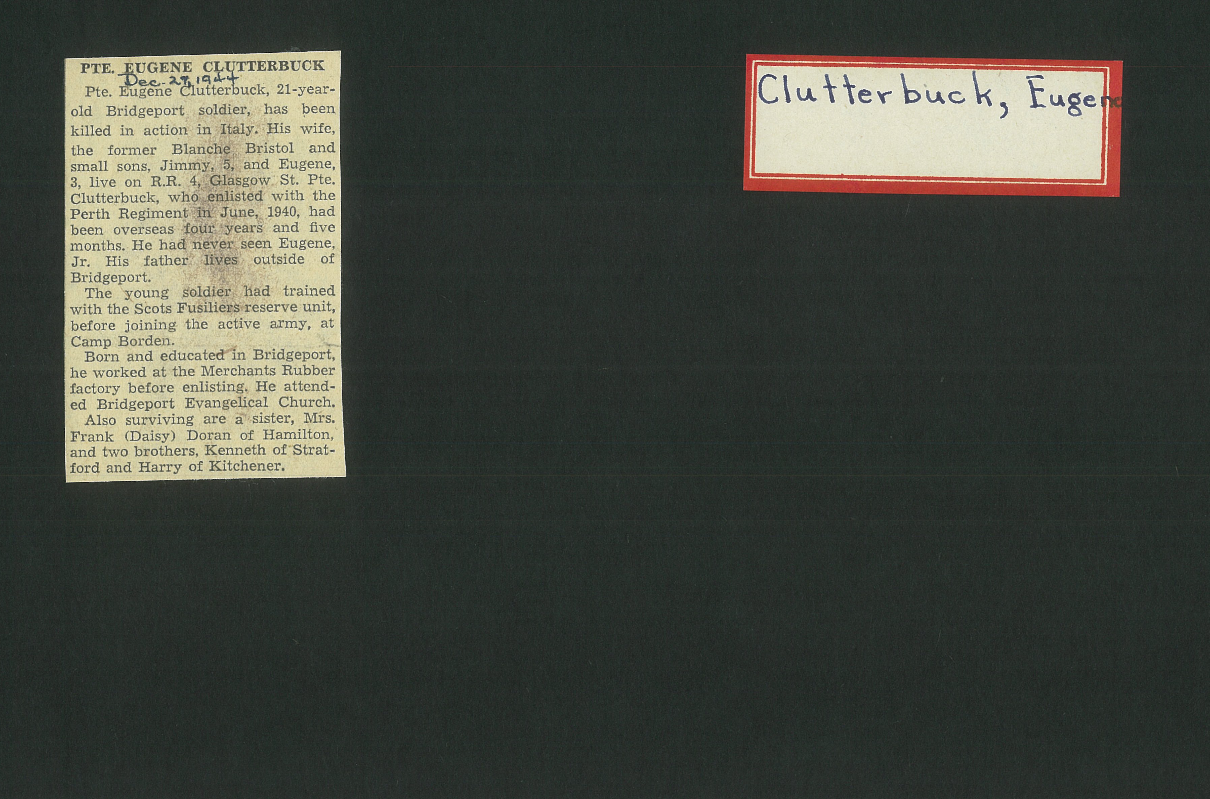 PTE. EUGENE CLUTTERBUCK
Dec. 27, 1944
Pte. Eugene Clutterbuck, 21-year-
old Bridgeport soldier, has been
killed in action in Italy. His wife,
the former Blanche Bristol and
small sons, Jimmy, 5, and Eugene,
3, live on R.R. 4, Glasgow St. Pte.
Clutterbuck, who enlisted with the
Perth Regiment in June, 1940, had
been overseas four years and five
months. He had never seen Eugene,
Jr. His father lives outside of
Bridgeport.
The young soldier had trained
with the Scots Fusiliers reserve unit,
before joining the active army, at
Camp Borden.
Born and educated in Bridgeport,
he worked at the Merchants Rubber
factory before enlisting. He attend-
ed Bridgeport Evangelical Church.
Also surviving are a sister, Mrs.
Frank (Daisy) Doran of Hamilton,
and two brothers, Kenneth of Strat-
ford and Harry of Kitchener.
Clutterbuck, Eugene